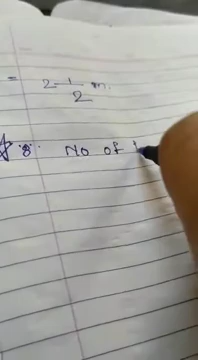 = 2 1/2 m.
8. No of